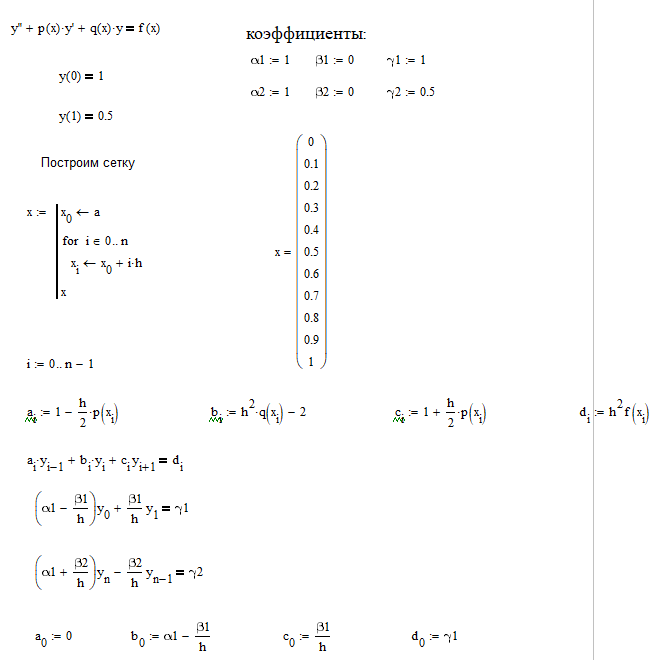 y'' + p(x)·y' + q(x)·y = f(x)
коэффициенты:
α1 := 1 β1 := 0 γ1 := 1
y(0) = 1
α2 := 1 β2 := 0 γ2 := 0.5
y(1) = 0.5
Построим сетку
x := | x₀ ← a
for i ∈ 0.. n
xᵢ ← x₀ + i·h
x
x =
0
0.1
0.2
0.3
0.4
0.5
0.6
0.7
0.8
0.9
1
i := 0.. n − 1
aᵢ := 1 − h/2·p(xᵢ) bᵢ := h²·q(xᵢ) − 2 cᵢ := 1 + h/2·p(xᵢ) dᵢ := h²f(xᵢ)
aᵢ·yᵢ₋₁ + bᵢ·yᵢ + cᵢyᵢ₊₁ = dᵢ
(α1 − β1/h)y₀ + β1/h y₁ = γ1
(α1 + β2/h)yₙ − β2/h yₙ₋₁ = γ2
a₀ := 0 b₀ := α1 − β1/h c₀ := β1/h d₀ := γ1